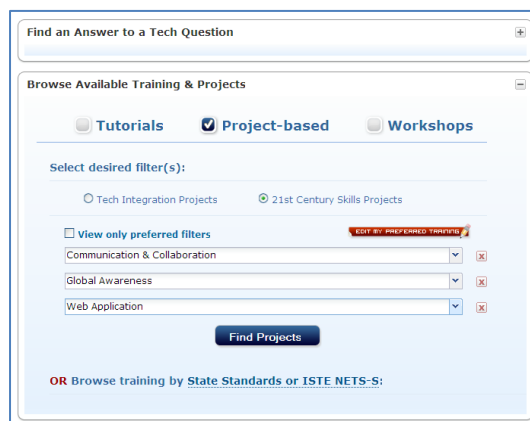 Find an Answer to a Tech Question
Browse Available Training & Projects
Tutorials Project-based Workshops
Select desired filter(s):
Tech Integration Projects 21st Century Skills Projects
View only preferred filters EDIT MY PREFERRED TRAINING
Communication & Collaboration
Global Awareness
Web Application
Find Projects
OR Browse training by State Standards or ISTE NETS-S: